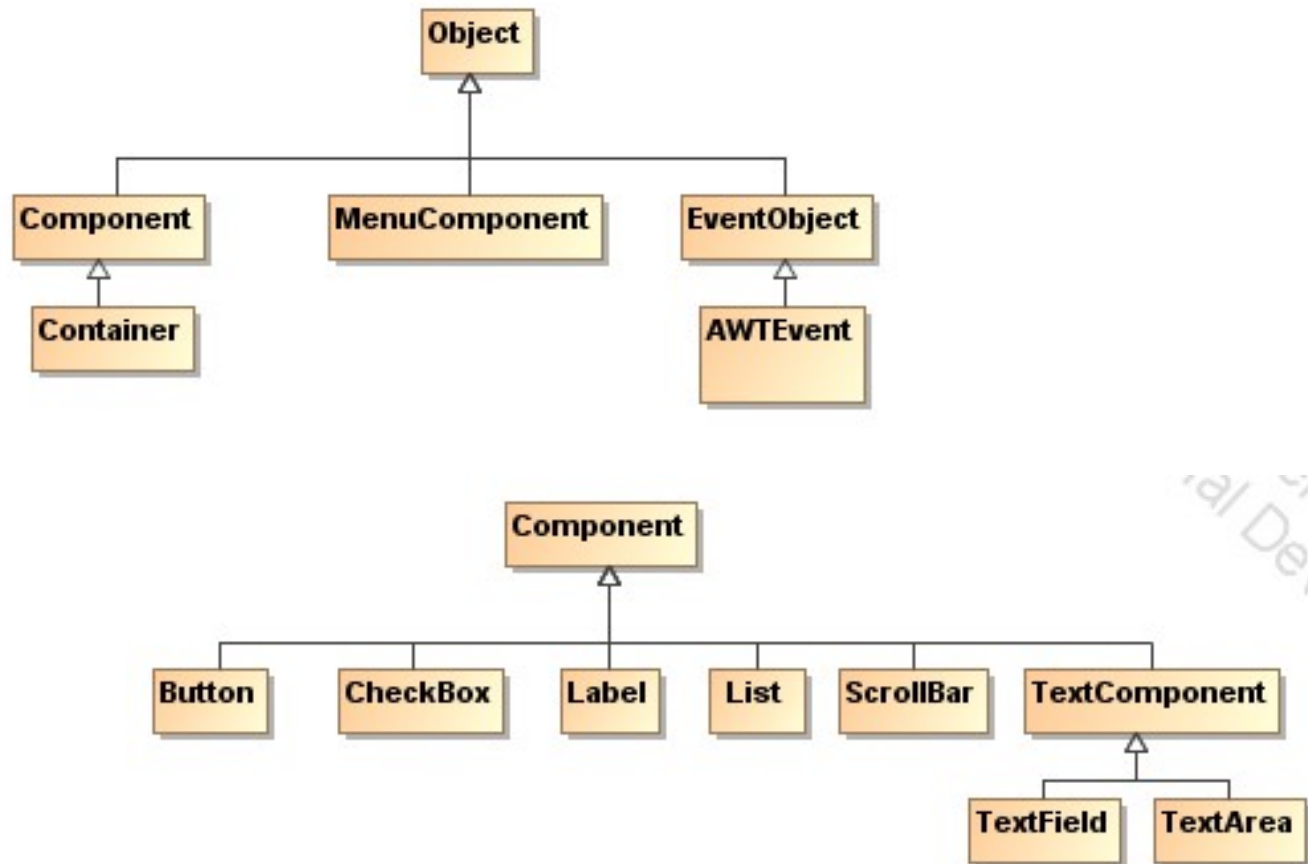 Object
Component MenuComponent EventObject
Container AWTEvent
Component
Button CheckBox Label List ScrollBar TextComponent
TextField TextArea